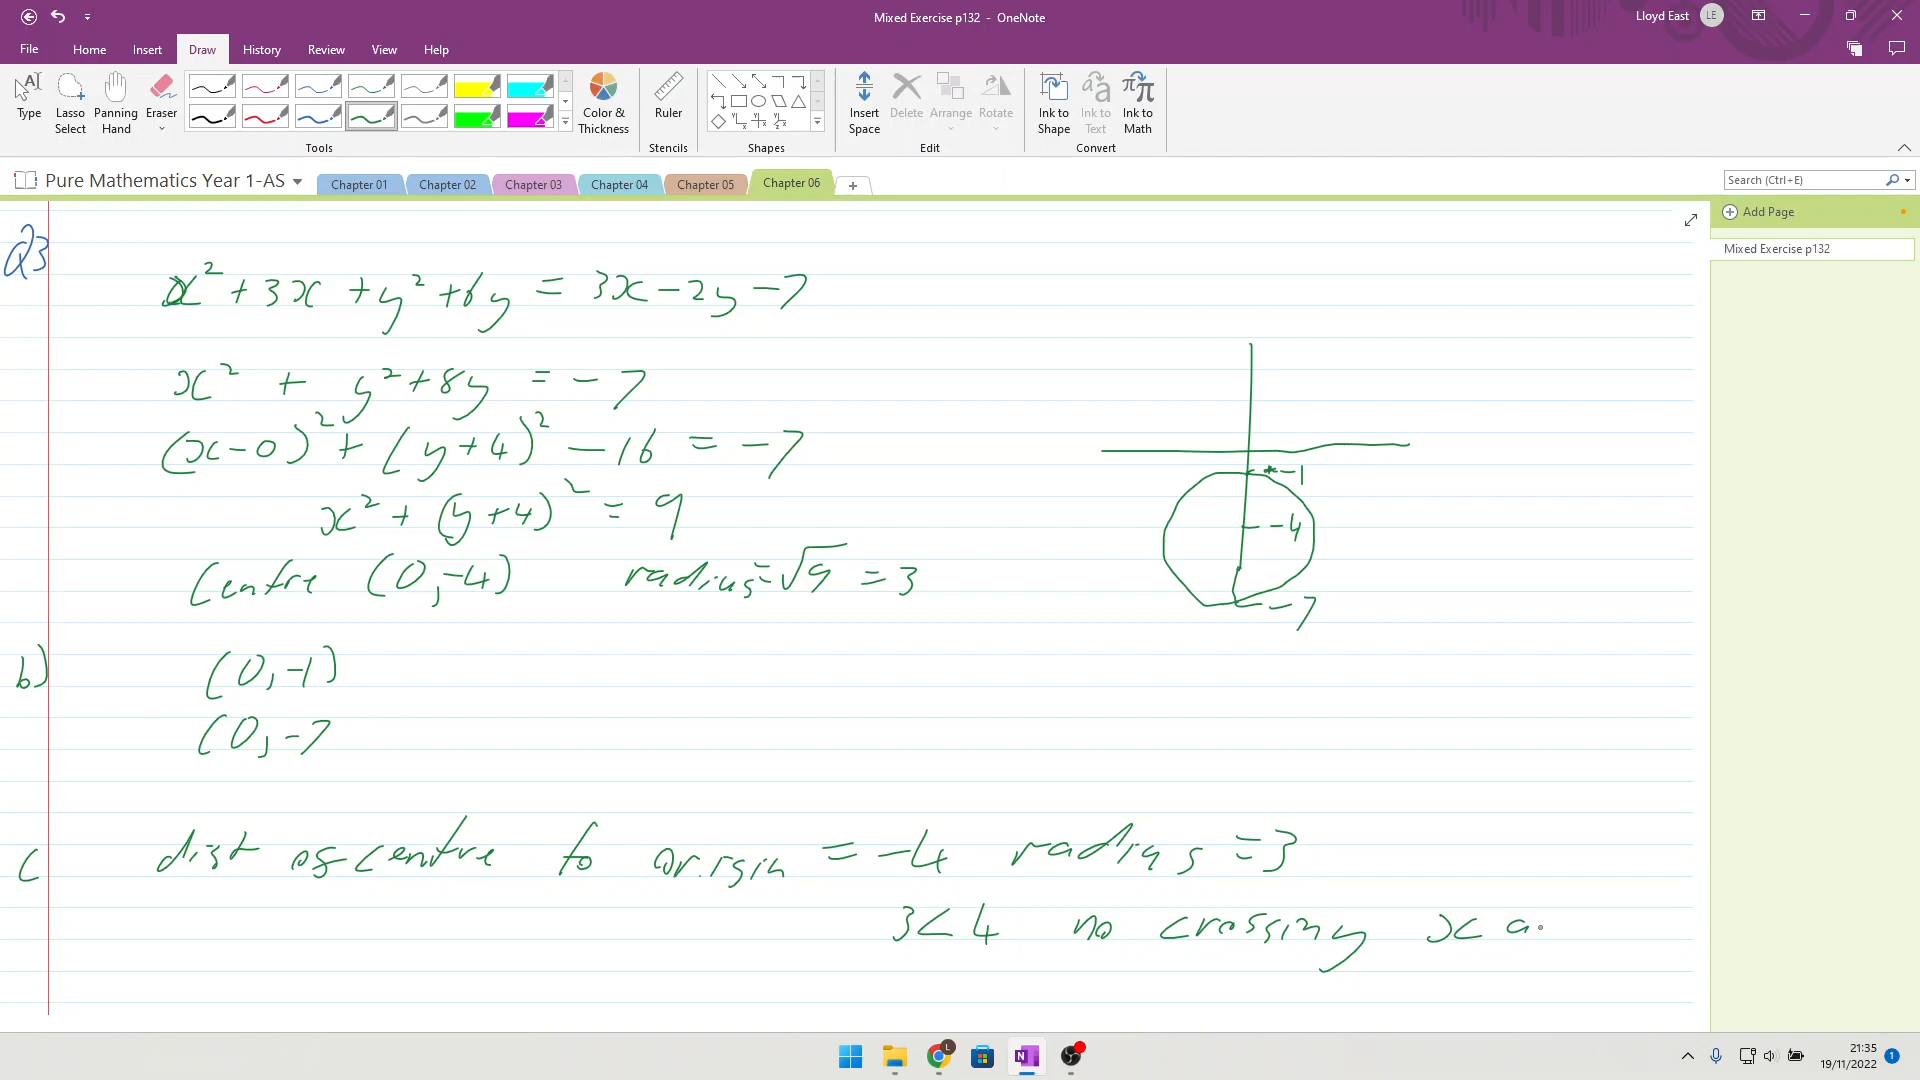 Mixed Exercise p132 - OneNote
Lloyd East LE
File Home Insert Draw History Review View Help
Type
Lasso Select
Panning Hand
Eraser
Color & Thickness
Ruler
Insert Space
Delete
Arrange
Rotate
Ink to Shape
Ink to Text
Ink to Math
Tools Stencils Shapes Edit Convert
Pure Mathematics Year 1-AS Chapter 01 Chapter 02 Chapter 03 Chapter 04 Chapter 05 Chapter 06
Search (Ctrl+E)
Add Page
Mixed Exercise p132
Q3
x² + 3x + y² + 6y = 3x - 2y - 7
x² + y² + 8y = - 7
(x - 0)² + (y + 4)² - 16 = - 7
x² + (y + 4)² = 9
Centre (0, -4) radius = √9 = 3
-1
-4
-7
b) (0, -1)
(0, -7
c dist of centre to origin = -4 radius = 3
3 < 4 no crossing x a
L
21:35
19/11/2022
1